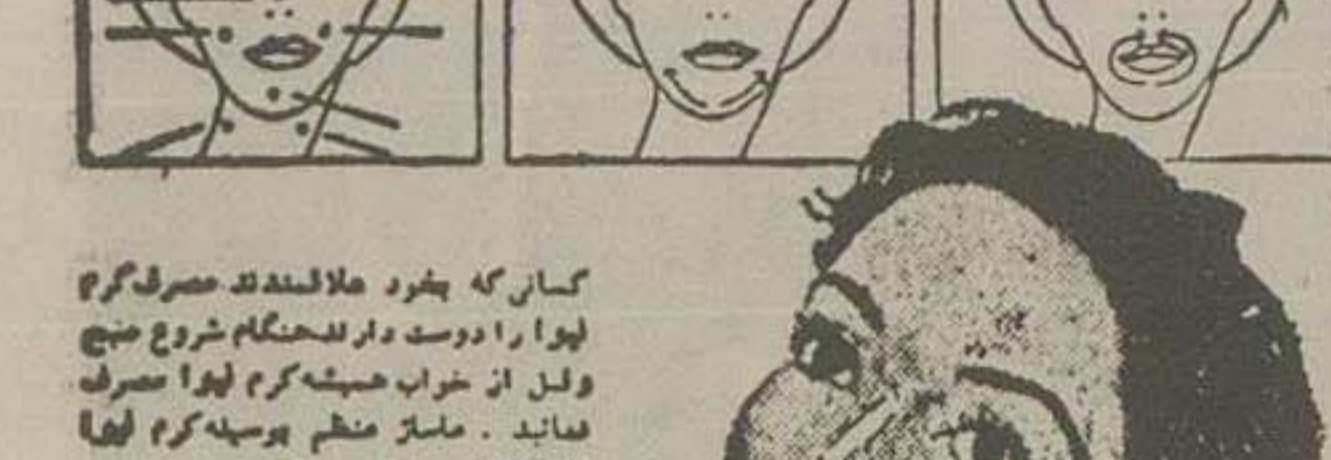 کسانی که بخود علاقمندند مصرف کرم
لیوا را دوست دارند هنگام شروع صبح
وقبل از خواب همیشه کرم لیوا مصرف
نمائید . ماساژ منظم بوسیله کرم لیوا